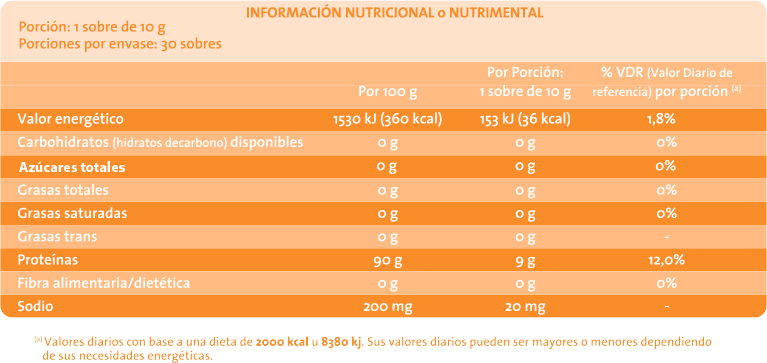 INFORMACIÓN NUTRICIONAL o NUTRIMENTAL
Porción: 1 sobre de 10 g
Porciones por envase: 30 sobres
Por 100 g Por Porción: 1 sobre de 10 g % VDR (Valor Diario de referencia) por porción (a)
Valor energético 1530 kJ (360 kcal) 153 kJ (36 kcal) 1,8%
Carbohidratos (hidratos decarbono) disponibles 0 g 0 g 0%
Azúcares totales 0 g 0 g 0%
Grasas totales 0 g 0 g 0%
Grasas saturadas 0 g 0 g 0%
Grasas trans 0 g 0 g -
Proteínas 90 g 9 g 12,0%
Fibra alimentaria/dietética 0 g 0 g 0%
Sodio 200 mg 20 mg -
(a) Valores diarios con base a una dieta de 2000 kcal u 8380 kj. Sus valores diarios pueden ser mayores o menores dependiendo
de sus necesidades energéticas.